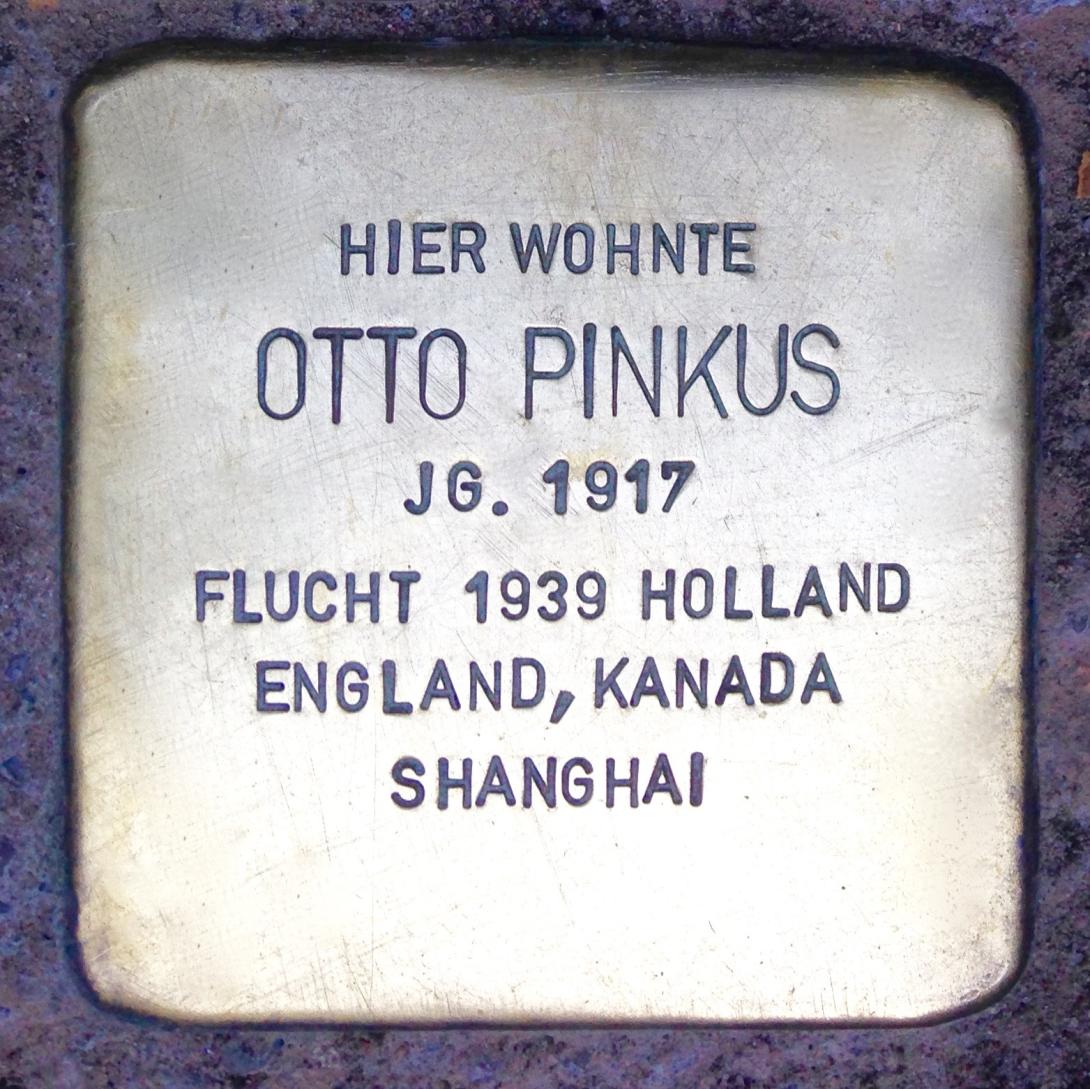 HIER WOHNTE
OTTO PINKUS
JG. 1917
FLUCHT 1939 HOLLAND
ENGLAND, KANADA
SHANGHAI